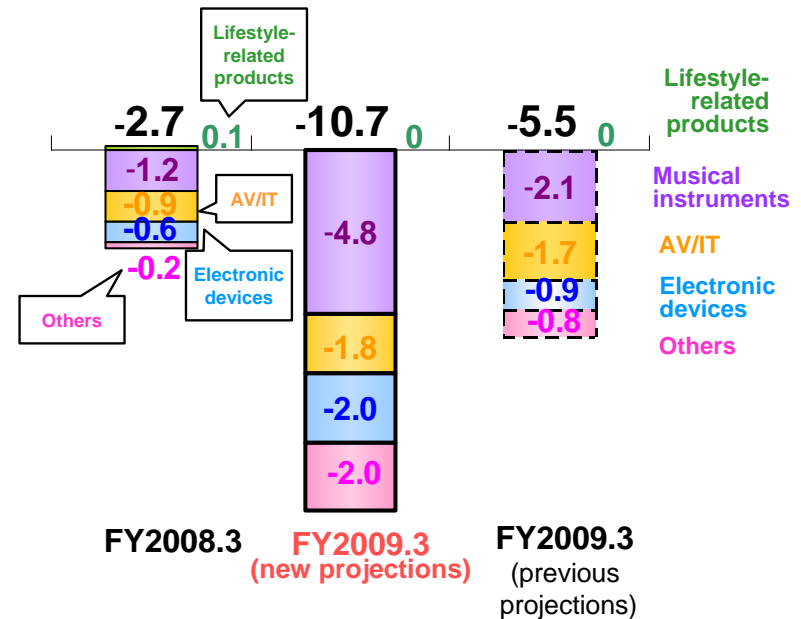 Lifestyle-
related
products
-2.7
0.1
-10.7
0
-5.5
0
Lifestyle-
related
products
-1.2
-0.9
-0.6
-0.2
AV/IT
Electronic
devices
Others
-4.8
-1.8
-2.0
-2.0
-2.1
-1.7
-0.9
-0.8
Musical
instruments
AV/IT
Electronic
devices
Others
FY2008.3
FY2009.3
(new projections)
FY2009.3
(previous
projections)